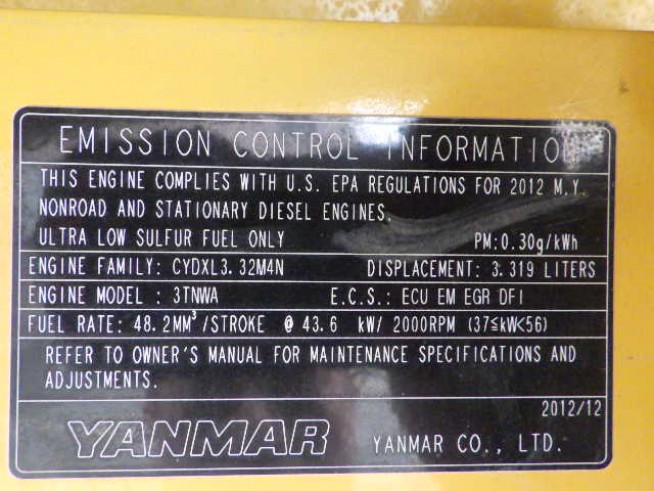 EMISSION CONTROL INFORMATION
THIS ENGINE COMPLIES WITH U.S. EPA REGULATIONS FOR 2012 M.Y.
NONROAD AND STATIONARY DIESEL ENGINES.
ULTRA LOW SULFUR FUEL ONLY PM:0.30g/kWh
ENGINE FAMILY: CYDXL3.32M4N DISPLACEMENT: 3.319 LITERS
ENGINE MODEL : 3TNWA E.C.S.: ECU EM EGR DFI
FUEL RATE: 48.2MM³/STROKE @ 43.6 kW/ 2000RPM (37≤kW<56)
REFER TO OWNER'S MANUAL FOR MAINTENANCE SPECIFICATIONS AND
ADJUSTMENTS.
2012/12
YANMAR YANMAR CO., LTD.